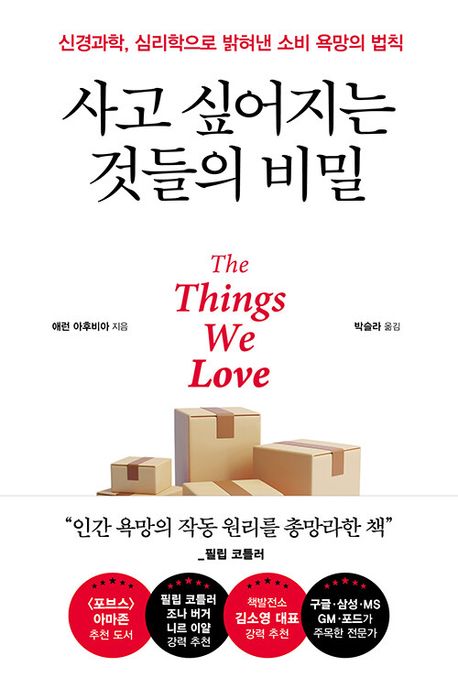 신경과학, 심리학으로 밝혀낸 소비 욕망의 법칙
사고 싶어지는
것들의 비밀
The
Things
We
Love
애런 아후비아 지음
박슬라 옮김
“인간 욕망의 작동 원리를 총망라한 책”
_필립 코틀러
〈포브스〉
아마존
추천 도서
필립 코틀러
조나 버거
니르 이얄
강력 추천
책발전소
김소영 대표
강력 추천
구글·삼성·MS
GM·포드가
주목한 전문가